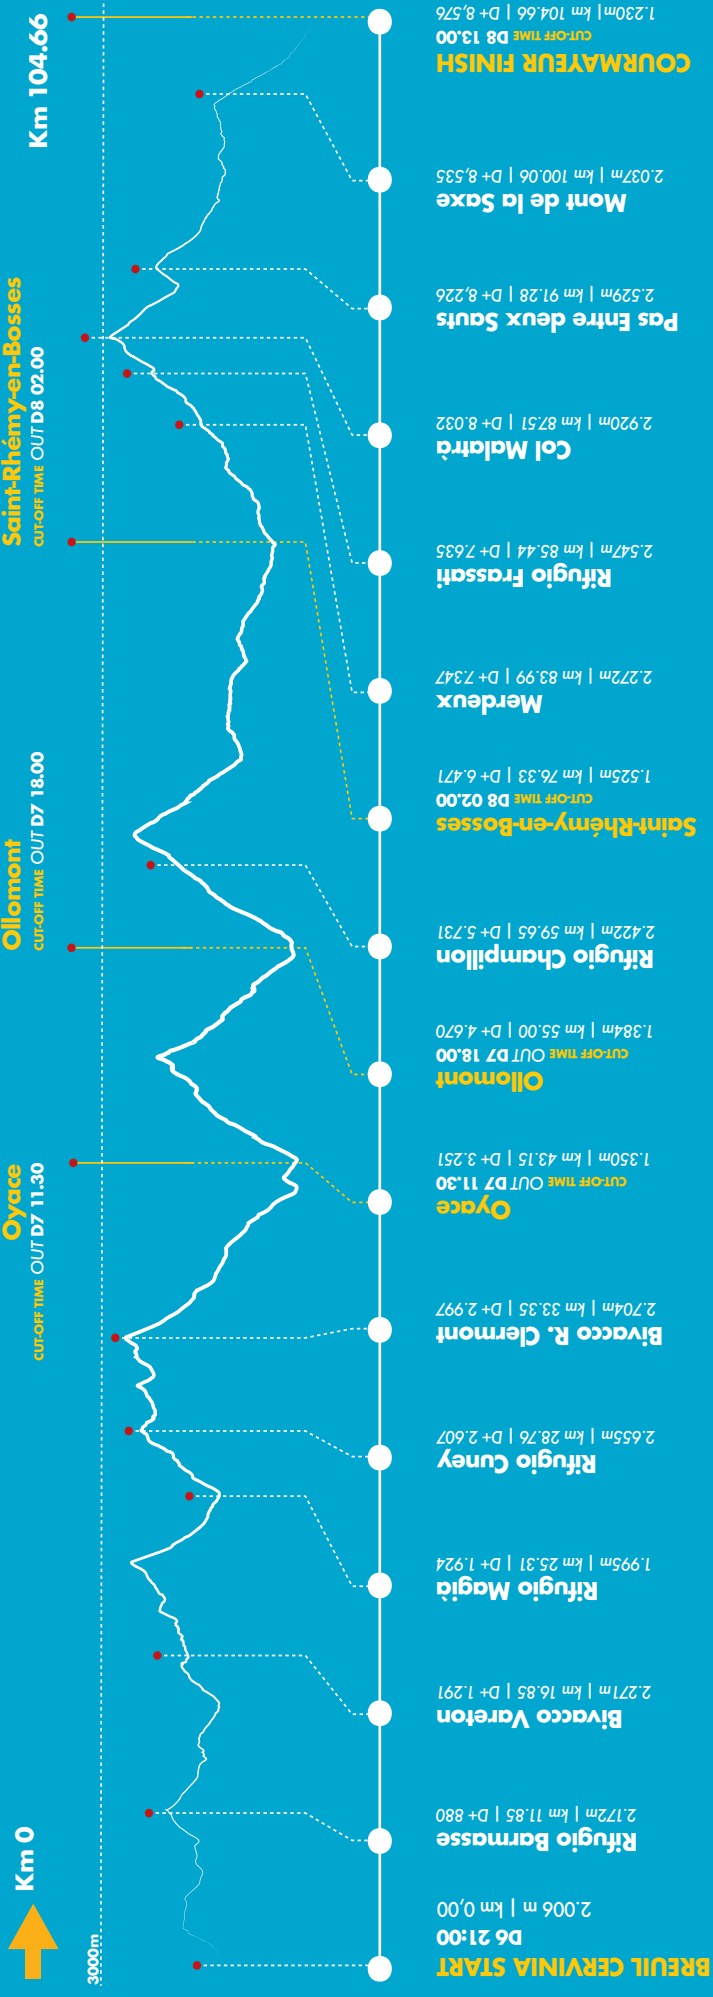 Km 0
3000m
Oyace
CUT-OFF TIME OUT D7 11.30
Ollomont
CUT-OFF TIME OUT D7 18.00
Saint-Rhémy-en-Bosses
CUT-OFF TIME OUT D8 02.00
Km 104.66
BREUIL CERVINIA START
D6 21:00
2.006 m | km 0,00
Rifugio Barmasse
2.172m | km 11.85 | D+ 880
Bivacco Vareton
2.271m | km 16.85 | D+ 1.291
Rifugio Magià
1.995m | km 25.31 | D+ 1.924
Rifugio Cuney
2.655m | km 28.76 | D+ 2.607
Bivacco R. Clermont
2.704m | km 33.35 | D+ 2.997
Oyace
CUT-OFF TIME OUT D7 11.30
1.350m | km 43.15 | D+ 3.251
Ollomont
CUT-OFF TIME OUT D7 18.00
1.384m | km 55.00 | D+ 4.670
Rifugio Champillon
2.422m | km 59.65 | D+ 5.731
Saint-Rhémy-en-Bosses
CUT-OFF TIME D8 02.00
1.525m | km 76.33 | D+ 6.471
Merdeux
2.272m | km 83.99 | D+ 7.347
Rifugio Frassati
2.547m | km 85.44 | D+ 7.635
Col Malatrà
2.920m | km 87.51 | D+ 8.032
Pas Entre deux Sauts
2.529m | km 91.28 | D+ 8,226
Mont de la Saxe
2.037m | km 100.06 | D+ 8,535
COURMAYEUR FINISH
CUT-OFF TIME D8 13.00
1.230m | km 104.66 | D+ 8,576